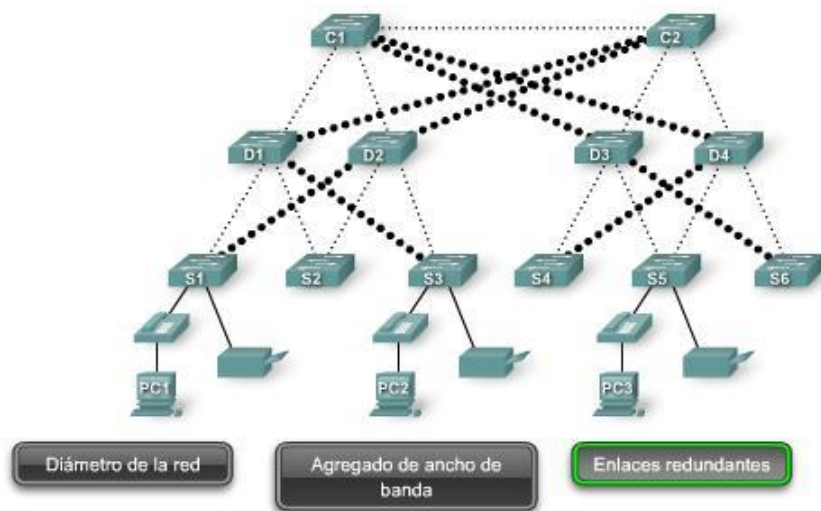 C1
C2
D1
D2
D3
D4
S1
S2
S3
S4
S5
S6
PC1
PC2
PC3
Diámetro de la red
Agregado de ancho de
banda
Enlaces redundantes